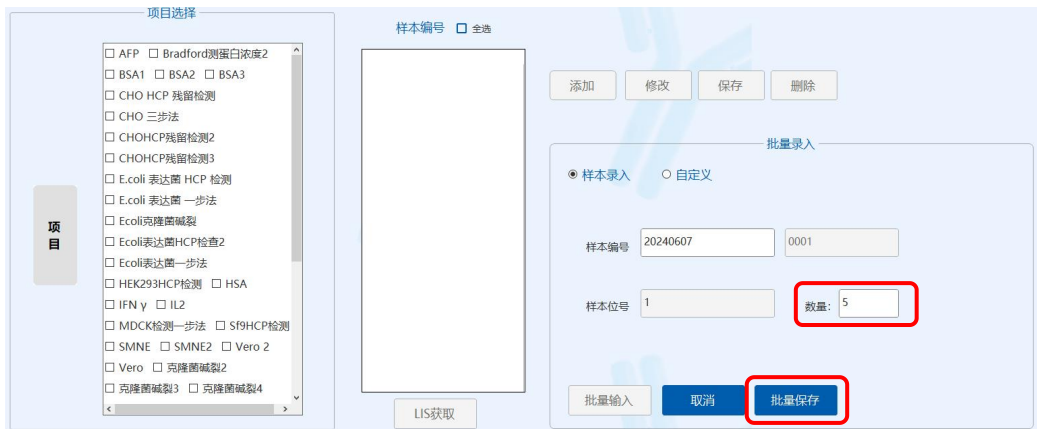 项目选择
项目
□ AFP □ Bradford测蛋白浓度2
□ BSA1 □ BSA2 □ BSA3
□ CHO HCP 残留检测
□ CHO 三步法
□ CHOHCP残留检测2
□ CHOHCP残留检测3
□ E.coli 表达菌 HCP 检测
□ E.coli 表达菌 一步法
□ Ecoli克隆菌碱裂
□ Ecoli表达菌HCP检查2
□ Ecoli表达菌一步法
□ HEK293HCP检测 □ HSA
□ IFN γ □ IL2
□ MDCK检测一步法 □ Sf9HCP检测
□ SMNE □ SMNE2 □ Vero 2
□ Vero □ 克隆菌碱裂2
□ 克隆菌碱裂3 □ 克隆菌碱裂4
样本编号 □ 全选
LIS获取
添加 修改 保存 删除
批量录入
样本录入 自定义
样本编号 20240607 0001
样本位号 1 数量: 5
批量输入 取消 批量保存